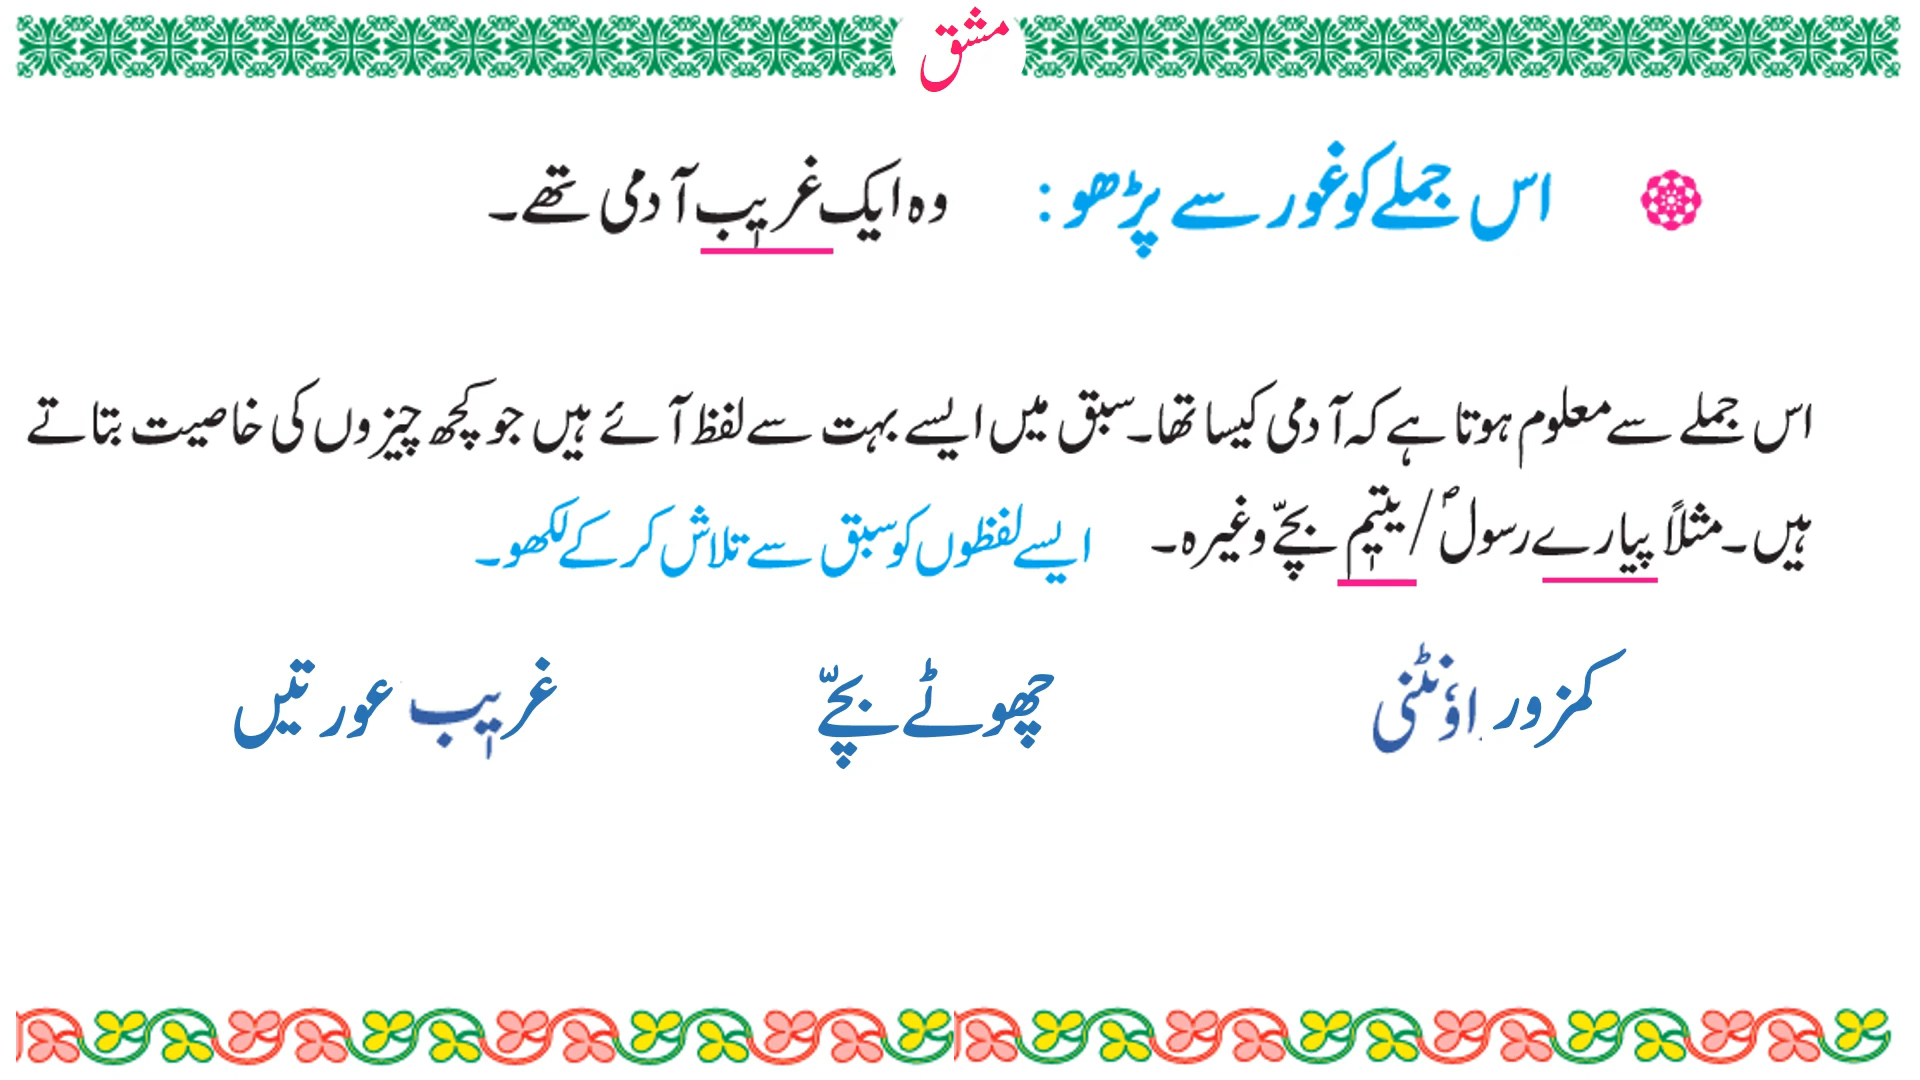 مشق
اس جملے کو غور سے پڑھو : وہ ایک غریب آدمی تھے۔
اس جملے سے معلوم ہوتا ہے کہ آدمی کیسا تھا۔ سبق میں ایسے بہت سے لفظ آئے ہیں جو کچھ چیزوں کی خاصیت بتاتے
ہیں۔ مثلاً پیارے رسولؐ / یتیم بچّے وغیرہ۔ ایسے لفظوں کو سبق سے تلاش کر کے لکھو۔
کمزور اوٗنٹنی چھوٹے بچّے غریب عورتیں